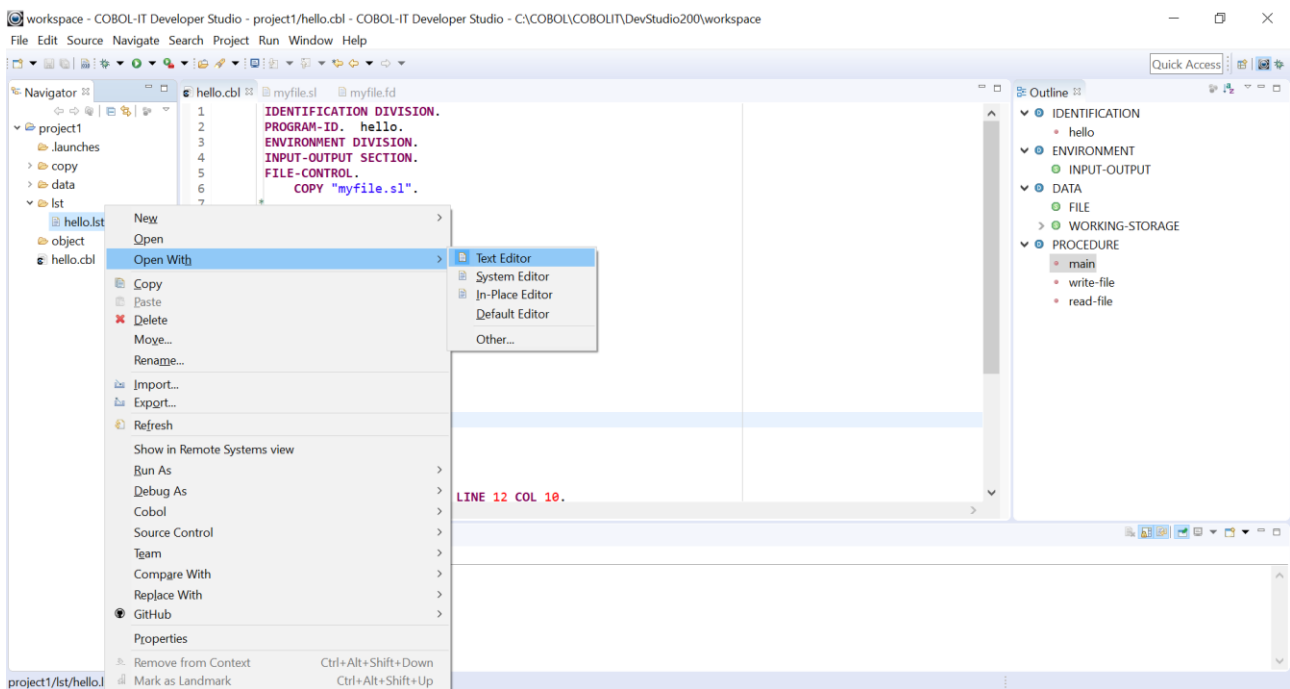 workspace - COBOL-IT Developer Studio - project1/hello.cbl - COBOL-IT Developer Studio - C:\COBOL\COBOLIT\DevStudio200\workspace
File Edit Source Navigate Search Project Run Window Help
Quick Access
Navigator
hello.cbl myfile.sl myfile.fd
Outline
project1
.launches
copy
data
lst
hello.lst
object
hello.cbl
1 IDENTIFICATION DIVISION.
2 PROGRAM-ID. hello.
3 ENVIRONMENT DIVISION.
4 INPUT-OUTPUT SECTION.
5 FILE-CONTROL.
6 COPY "myfile.sl".
7 *
LINE 12 COL 10.
New
Open
Open With
Copy
Paste
Delete
Move...
Rename...
Import...
Export...
Refresh
Show in Remote Systems view
Run As
Debug As
Cobol
Source Control
Team
Compare With
Replace With
GitHub
Properties
Remove from Context Ctrl+Alt+Shift+Down
Mark as Landmark Ctrl+Alt+Shift+Up
Text Editor
System Editor
In-Place Editor
Default Editor
Other...
IDENTIFICATION
hello
ENVIRONMENT
INPUT-OUTPUT
DATA
FILE
WORKING-STORAGE
PROCEDURE
main
write-file
read-file
project1/lst/hello.l